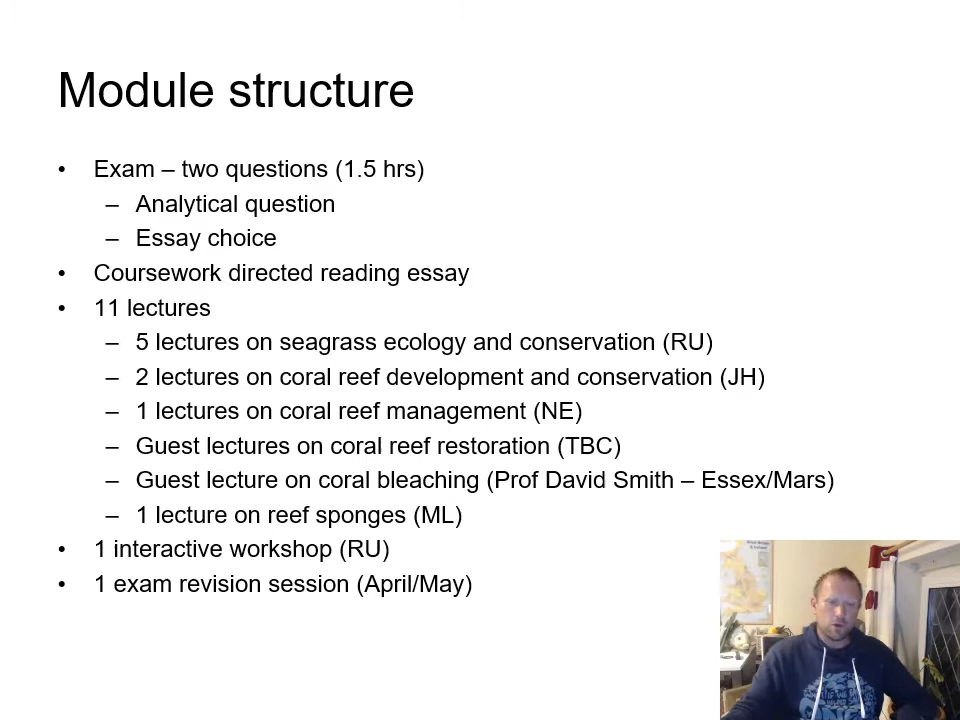 Module structure
• Exam – two questions (1.5 hrs)
– Analytical question
– Essay choice
• Coursework directed reading essay
• 11 lectures
– 5 lectures on seagrass ecology and conservation (RU)
– 2 lectures on coral reef development and conservation (JH)
– 1 lectures on coral reef management (NE)
– Guest lectures on coral reef restoration (TBC)
– Guest lecture on coral bleaching (Prof David Smith – Essex/Mars)
– 1 lecture on reef sponges (ML)
• 1 interactive workshop (RU)
• 1 exam revision session (April/May)